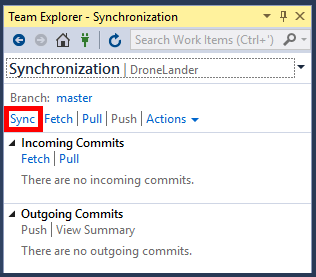 Team Explorer - Synchronization
Search Work Items (Ctrl+')
Synchronization | DroneLander
Branch: master
Sync | Fetch | Pull | Push | Actions
Incoming Commits
Fetch | Pull
There are no incoming commits.
Outgoing Commits
Push | View Summary
There are no outgoing commits.